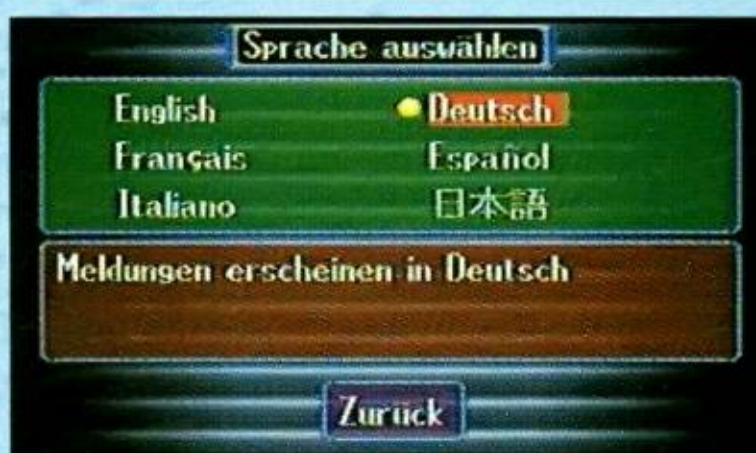 Sprache auswählen
English Deutsch
Français Español
Italiano 日本語
Meldungen erscheinen in Deutsch
Zurück